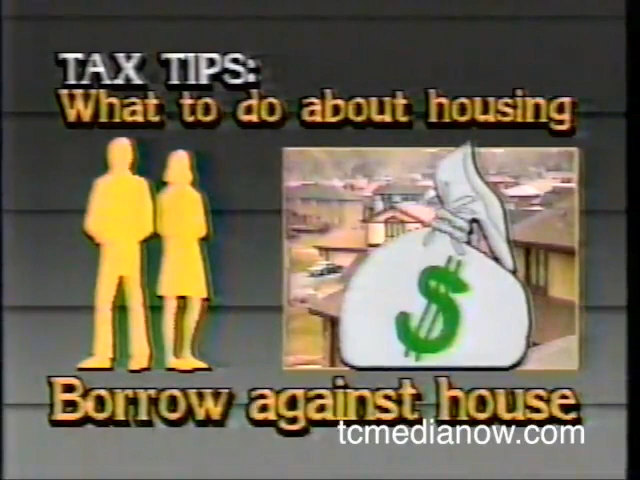 TAX TIPS:
What to do about housing
$
Borrow against house
tcmedianow.com